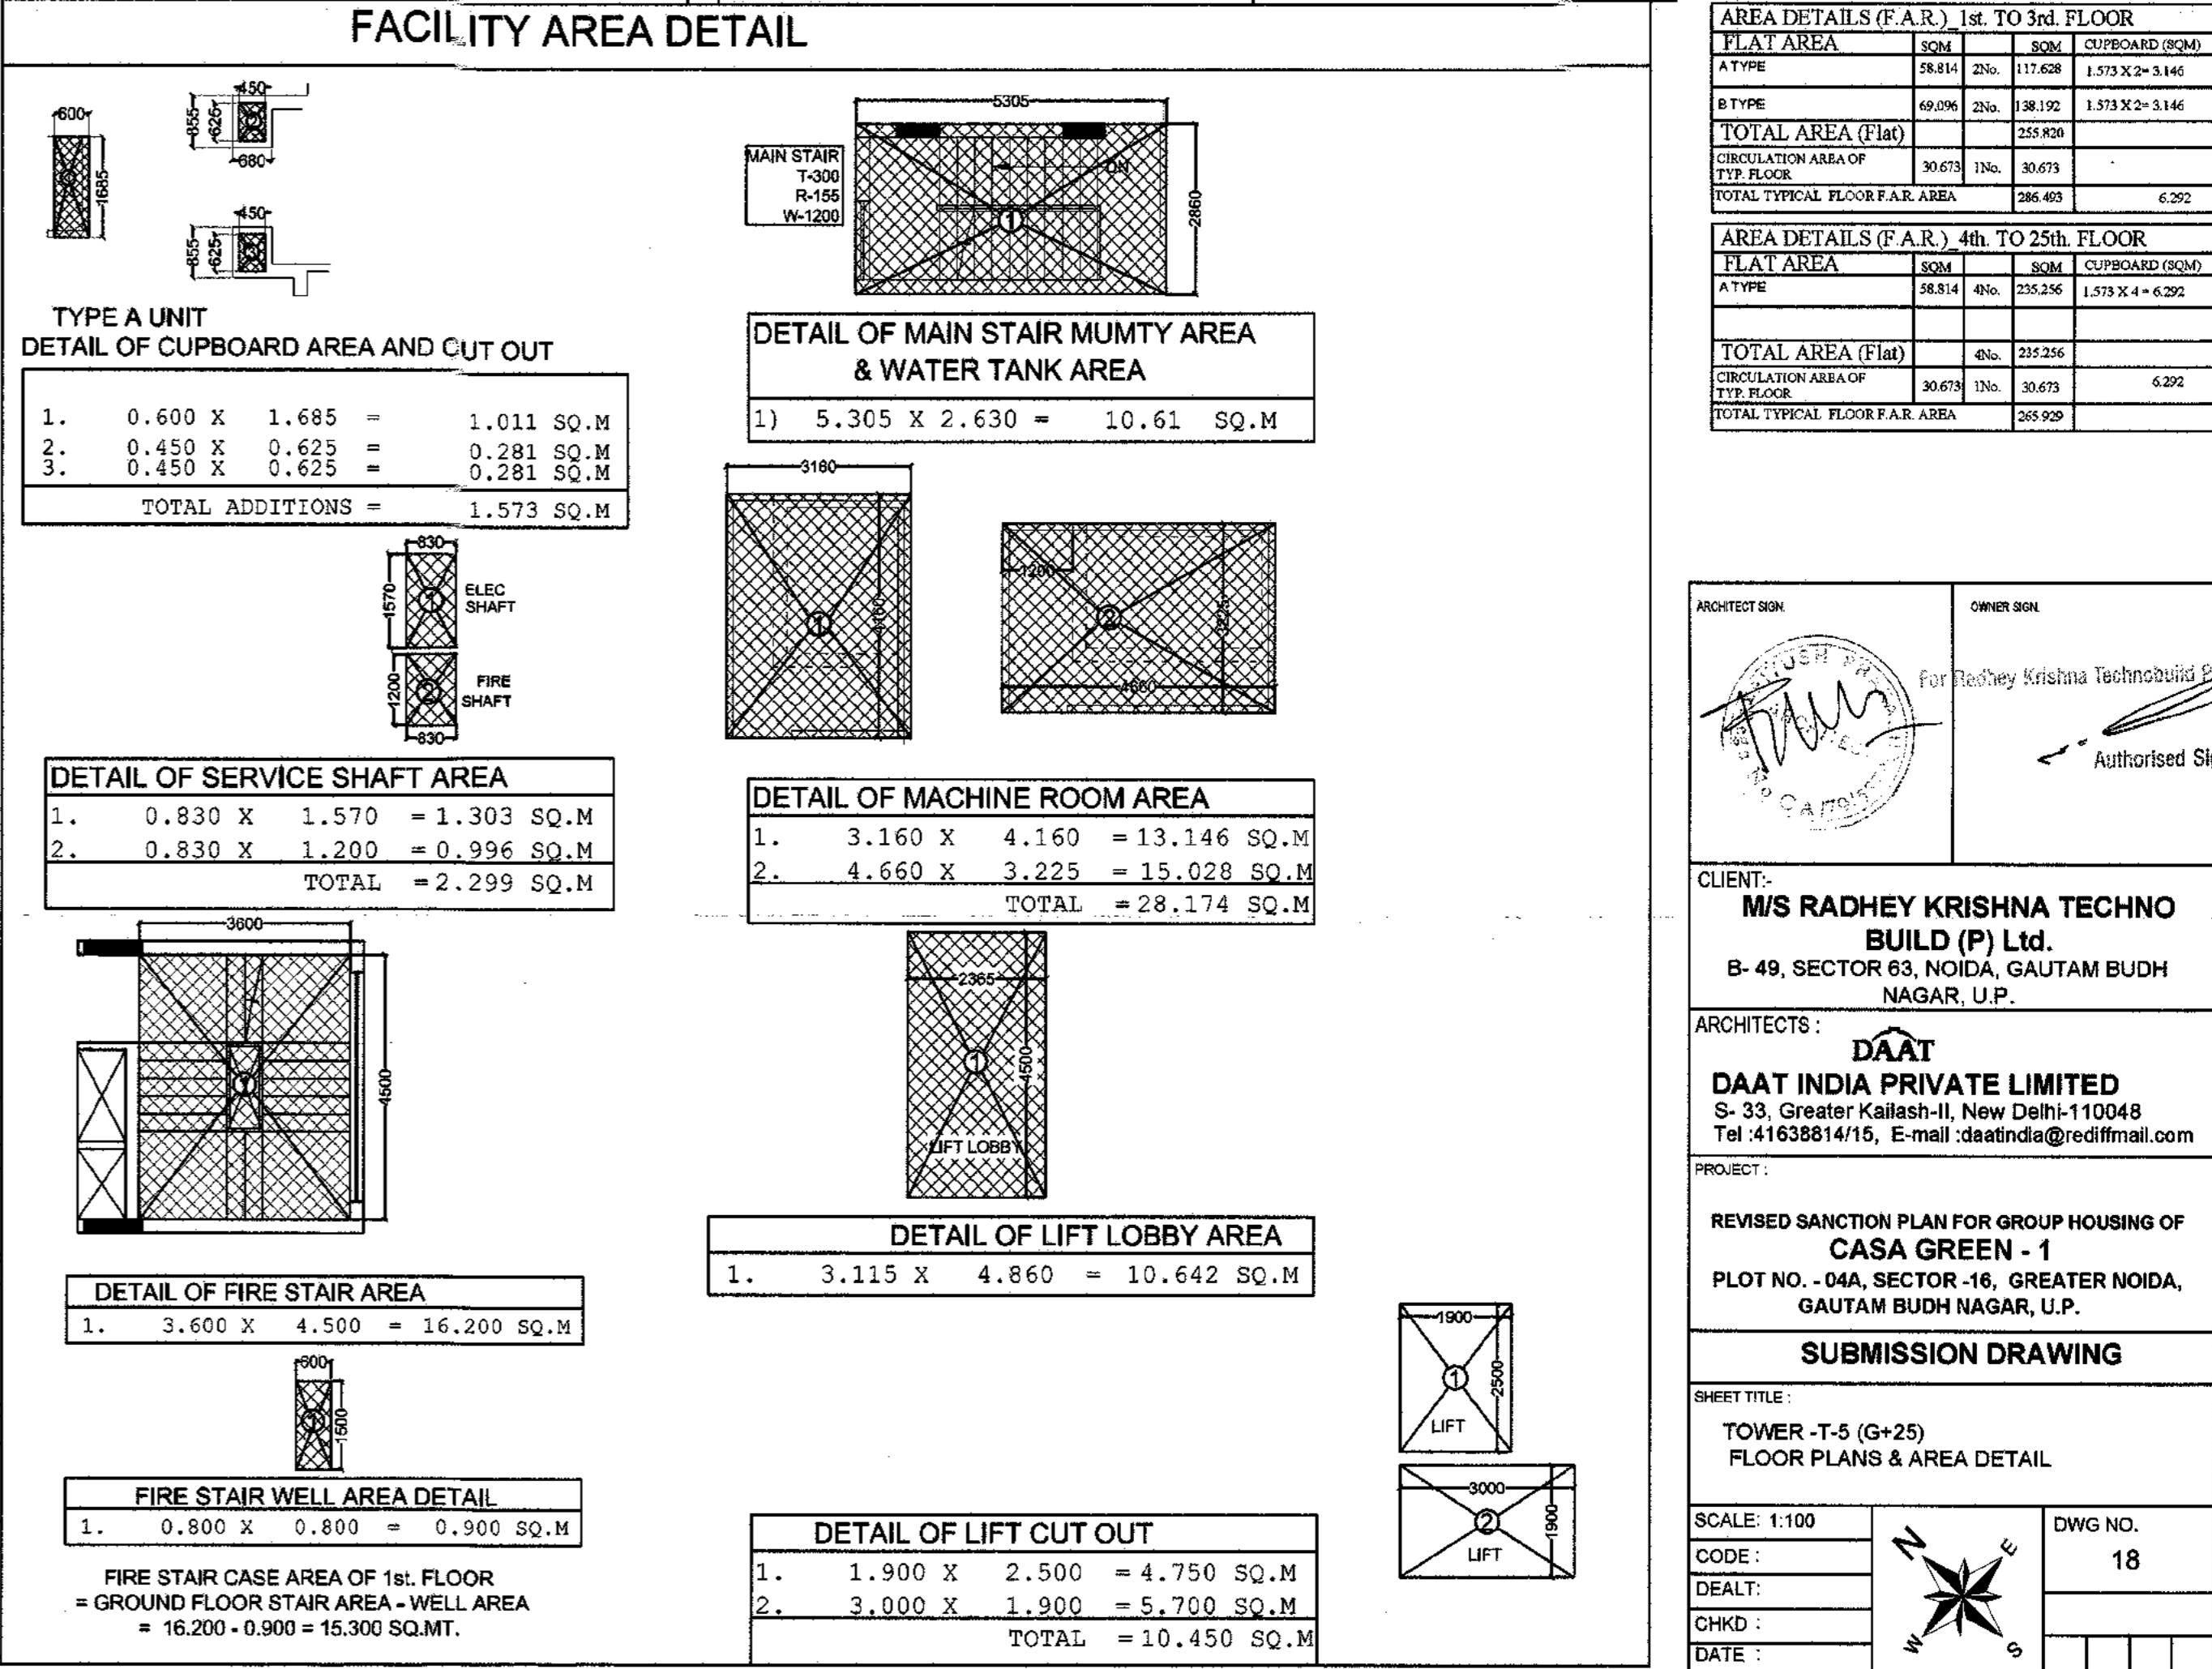 FACILITY AREA DETAIL
600
1685
450
855
625
680
450
855
625
TYPE A UNIT
DETAIL OF CUPBOARD AREA AND CUT OUT
1. 0.600 X 1.685 = 1.011 SQ.M
2. 0.450 X 0.625 = 0.281 SQ.M
3. 0.450 X 0.625 = 0.281 SQ.M
TOTAL ADDITIONS = 1.573 SQ.M
830
1570
1
ELEC
SHAFT
1200
2
FIRE
SHAFT
830
DETAIL OF SERVICE SHAFT AREA
1. 0.830 X 1.570 = 1.303 SQ.M
2. 0.830 X 1.200 = 0.996 SQ.M
TOTAL = 2.299 SQ.M
3600
1
4500
DETAIL OF FIRE STAIR AREA
1. 3.600 X 4.500 = 16.200 SQ.M
600
1
1500
FIRE STAIR WELL AREA DETAIL
1. 0.800 X 0.800 = 0.900 SQ.M
FIRE STAIR CASE AREA OF 1st. FLOOR
= GROUND FLOOR STAIR AREA - WELL AREA
= 16.200 - 0.900 = 15.300 SQ.MT.
5305
MAIN STAIR
T-300
R-155
W-1200
DN
1
2860
DETAIL OF MAIN STAIR MUMTY AREA
& WATER TANK AREA
1) 5.305 X 2.630 = 10.61 SQ.M
3160
1
4160
1200
2
3225
4660
DETAIL OF MACHINE ROOM AREA
1. 3.160 X 4.160 = 13.146 SQ.M
2. 4.660 X 3.225 = 15.028 SQ.M
TOTAL = 28.174 SQ.M
2365
1
4500
LIFT LOBBY
DETAIL OF LIFT LOBBY AREA
1. 3.115 X 4.860 = 10.642 SQ.M
1900
1
2500
LIFT
3000
2
1900
LIFT
DETAIL OF LIFT CUT OUT
1. 1.900 X 2.500 = 4.750 SQ.M
2. 3.000 X 1.900 = 5.700 SQ.M
TOTAL = 10.450 SQ.M
AREA DETAILS (F.A.R.)_1st. TO 3rd. FLOOR
FLAT AREA SQM SQM CUPBOARD (SQM)
A TYPE 58.814 2No. 117.628 1.573 X 2= 3.146
B TYPE 69.096 2No. 138.192 1.573 X 2= 3.146
TOTAL AREA (Flat) 255.820
CIRCULATION AREA OF
TYP. FLOOR 30.673 1No. 30.673
TOTAL TYPICAL FLOOR F.A.R. AREA 286.493 6.292
AREA DETAILS (F.A.R.)_4th. TO 25th. FLOOR
FLAT AREA SQM SQM CUPBOARD (SQM)
A TYPE 58.814 4No. 235.256 1.573 X 4 = 6.292
TOTAL AREA (Flat) 4No. 235.256
CIRCULATION AREA OF
TYP. FLOOR 30.673 1No. 30.673 6.292
TOTAL TYPICAL FLOOR F.A.R. AREA 265.929
ARCHITECT SIGN.
OWNER SIGN.
For Radhey Krishna Technobuild
Authorised
CLIENT:-
M/S RADHEY KRISHNA TECHNO
BUILD (P) Ltd.
B- 49, SECTOR 63, NOIDA, GAUTAM BUDH
NAGAR, U.P.
ARCHITECTS :
DAAT
DAAT INDIA PRIVATE LIMITED
S- 33, Greater Kailash-II, New Delhi-110048
Tel :41638814/15, E-mail :daatindia@rediffmail.com
PROJECT :
REVISED SANCTION PLAN FOR GROUP HOUSING OF
CASA GREEN - 1
PLOT NO. - 04A, SECTOR -16, GREATER NOIDA,
GAUTAM BUDH NAGAR, U.P.
SUBMISSION DRAWING
SHEET TITLE :
TOWER -T-5 (G+25)
FLOOR PLANS & AREA DETAIL
SCALE: 1:100
CODE :
DEALT:
CHKD :
DATE :
N
E
W
S
DWG NO.
18